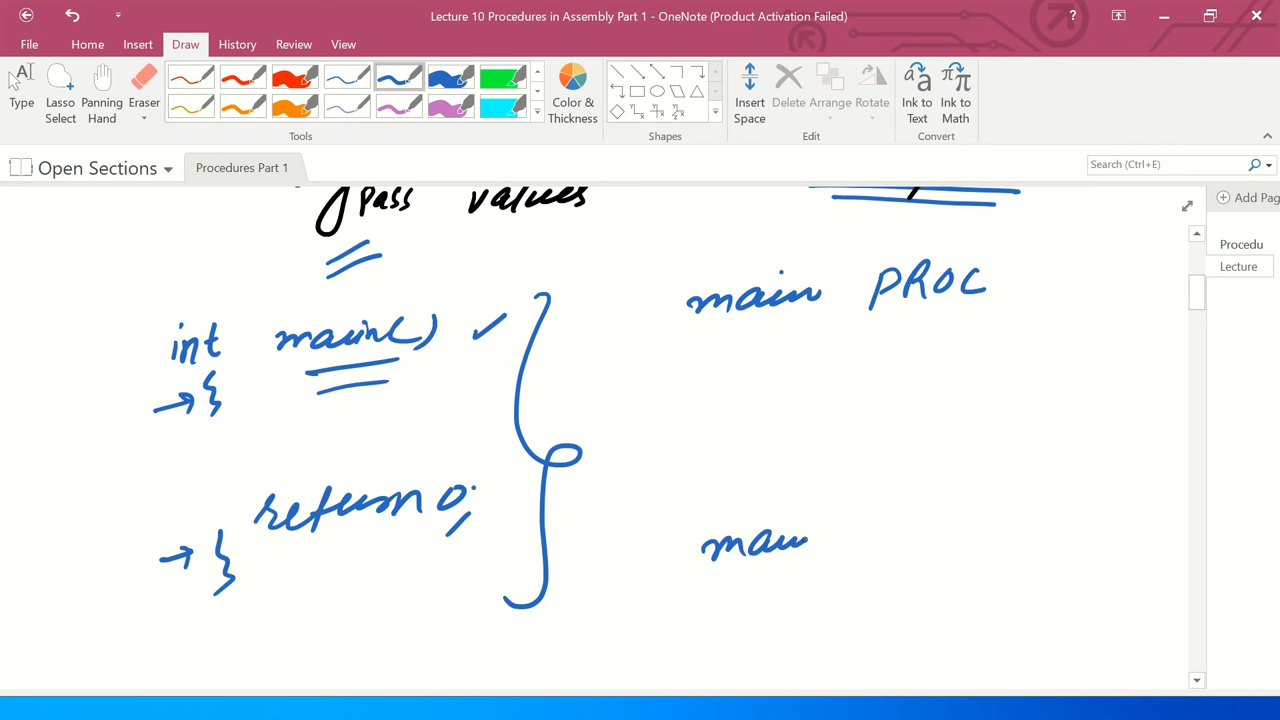 Lecture 10 Procedures in Assembly Part 1 - OneNote (Product Activation Failed)
?
File Home Insert Draw History Review View
Type
Lasso Select
Panning Hand
Eraser
Color & Thickness
Insert Space
Delete
Arrange
Rotate
Ink to Text
Ink to Math
Tools Shapes Edit Convert
Open Sections
Procedures Part 1
Search (Ctrl+E)
Add Pag
Procedu
Lecture
pass values
main PROC
int main() ✓
→ {
return 0;
→ }
main